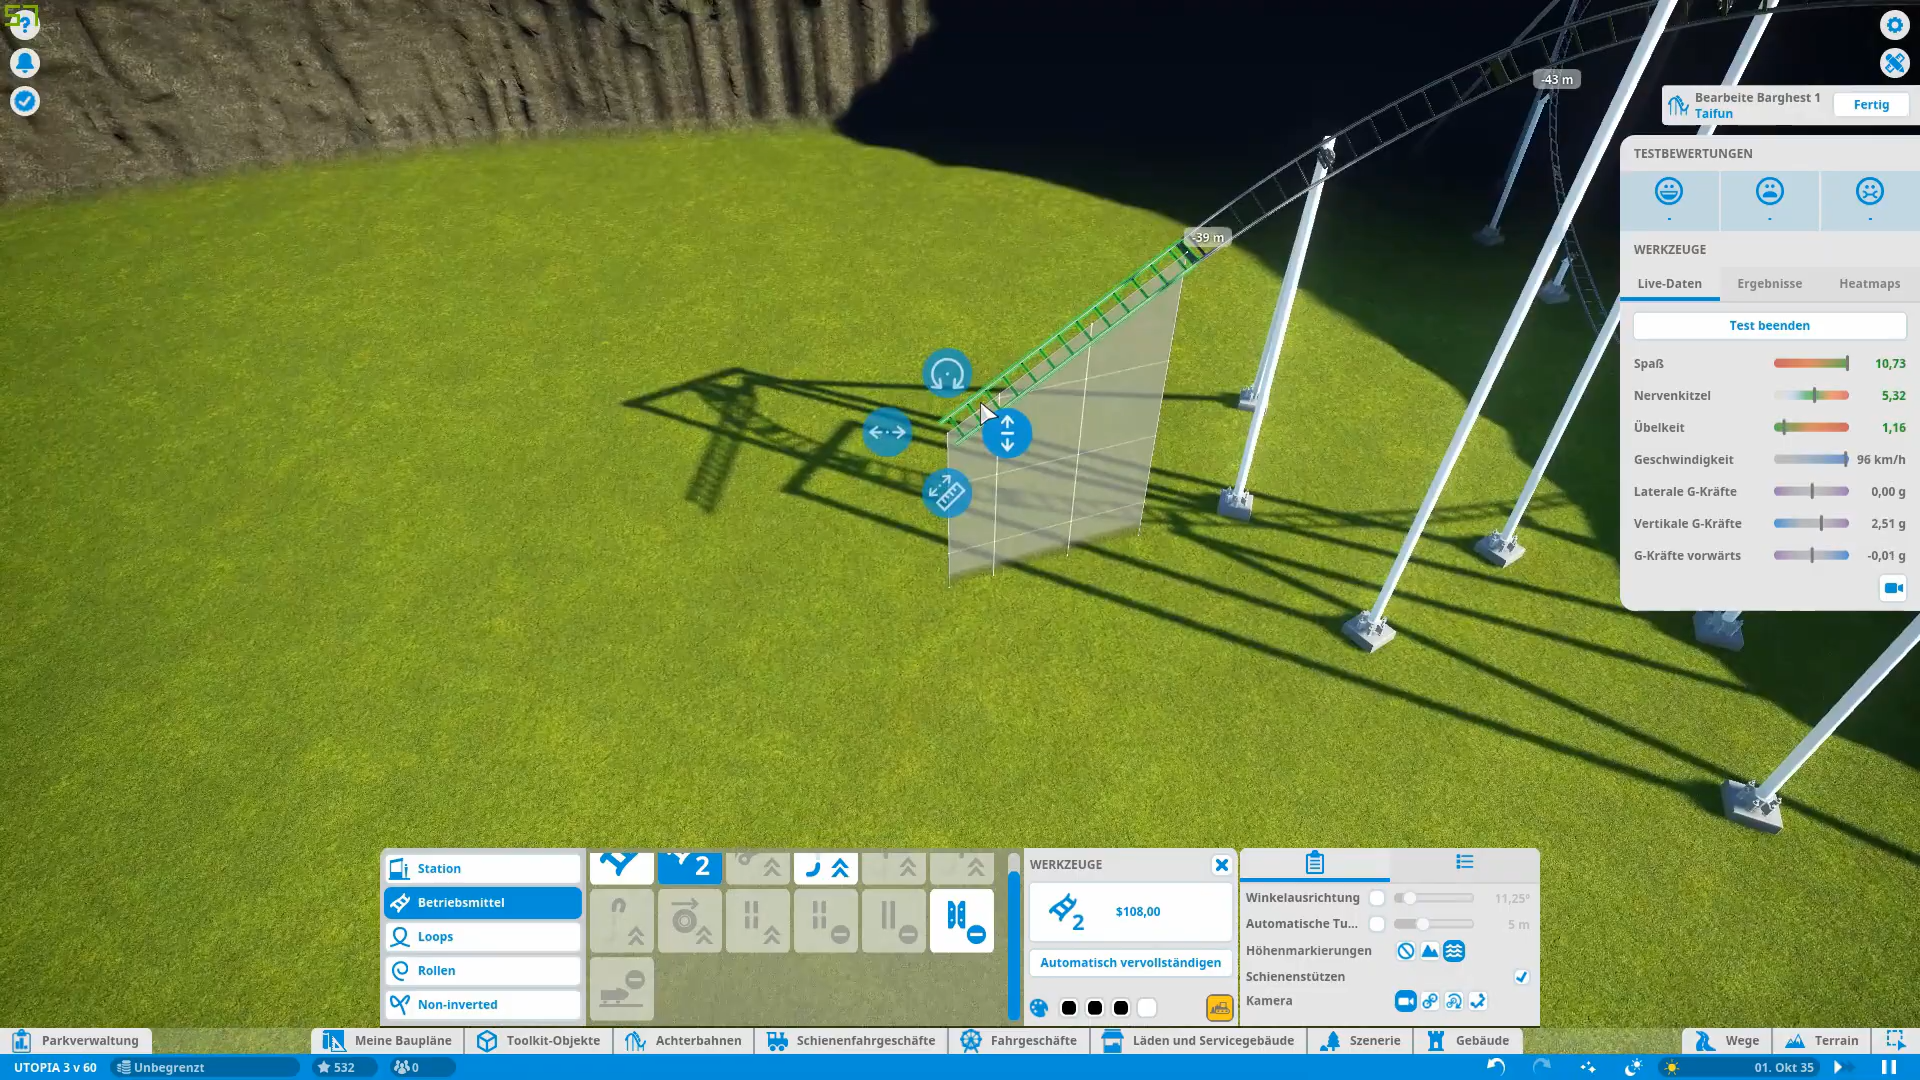 57
-43 m
Bearbeite Barghest 1
Taifun
Fertig
TESTBEWERTUNGEN
- - -
WERKZEUGE
-39 m
Live-Daten Ergebnisse Heatmaps
Test beenden
Spaß 10,73
Nervenkitzel 5,32
Übelkeit 1,16
Geschwindigkeit 96 km/h
Laterale G-Kräfte 0,00 g
Vertikale G-Kräfte 2,51 g
G-Kräfte vorwärts -0,01 g
Station
Betriebsmittel
Loops
Rollen
Non-inverted
2
WERKZEUGE
2 $108,00
Automatisch vervollständigen
Winkelausrichtung 11,25°
Automatische Tu... 5 m
Höhenmarkierungen
Schienenstützen
Kamera
Parkverwaltung Meine Baupläne Toolkit-Objekte Achterbahnen Schienenfahrgeschäfte Fahrgeschäfte Läden und Servicegebäude Szenerie Gebäude Wege Terrain
UTOPIA 3 v 60 Unbegrenzt 532 0 01. Okt 35